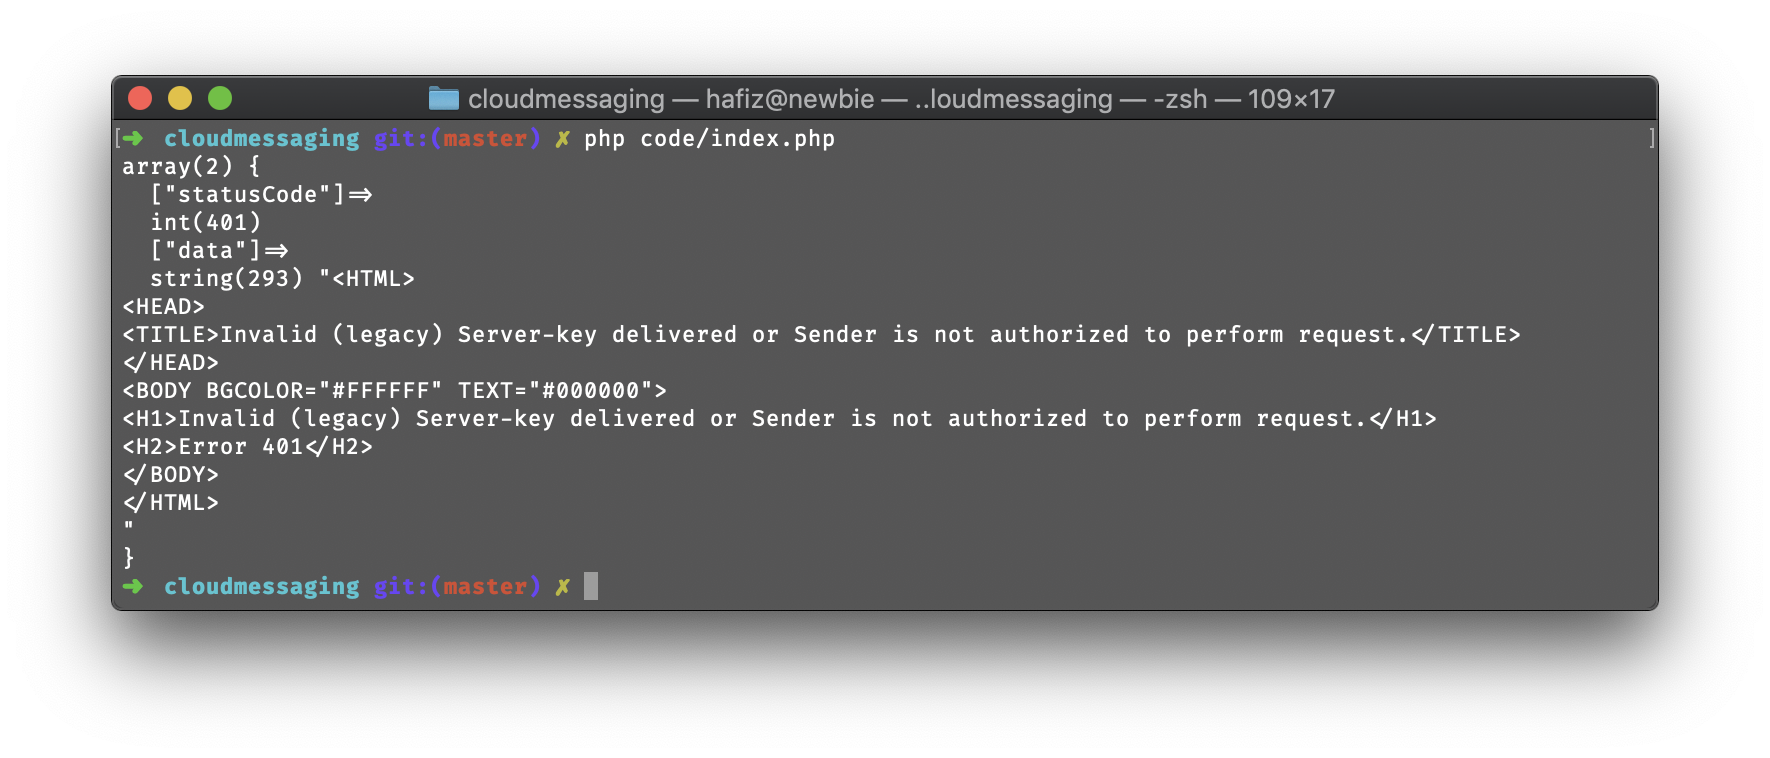 cloudmessaging — hafiz@newbie — ..loudmessaging — -zsh — 109×17
[➜ cloudmessaging git:(master) ✗ php code/index.php ]
array(2) {
  ["statusCode"]=>
  int(401)
  ["data"]=>
  string(293) "<HTML>
<HEAD>
<TITLE>Invalid (legacy) Server-key delivered or Sender is not authorized to perform request.</TITLE>
</HEAD>
<BODY BGCOLOR="#FFFFFF" TEXT="#000000">
<H1>Invalid (legacy) Server-key delivered or Sender is not authorized to perform request.</H1>
<H2>Error 401</H2>
</BODY>
</HTML>
"
}
➜ cloudmessaging git:(master) ✗